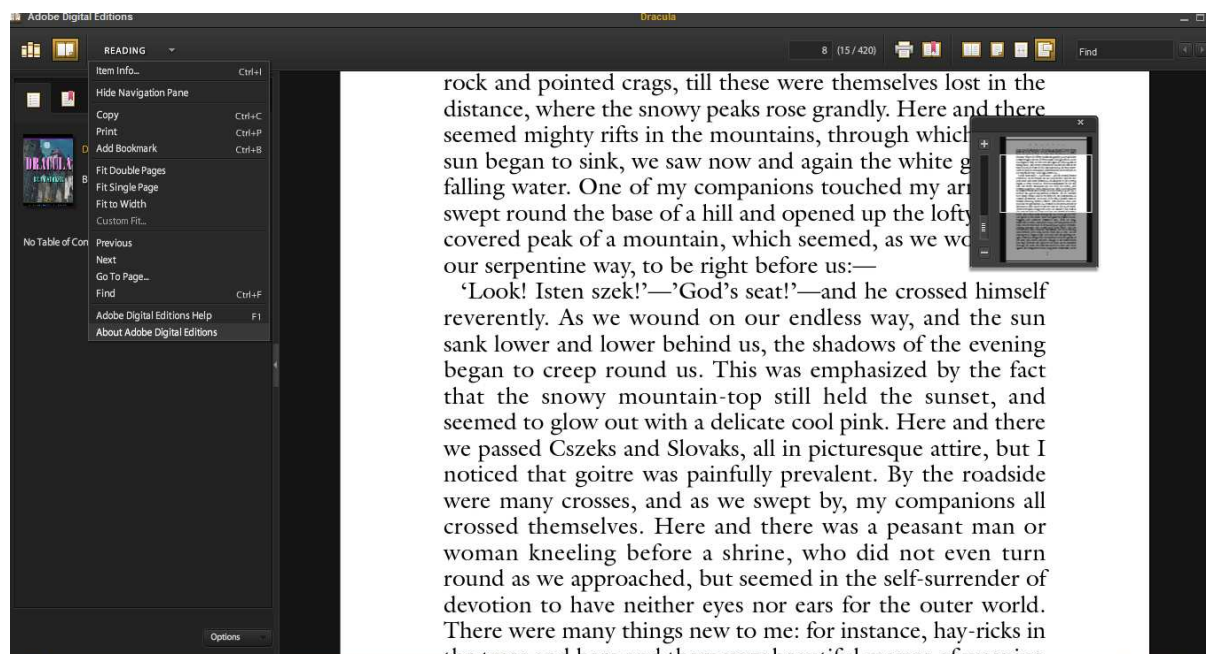 Adobe Digital Editions
Dracula
READING
8 (15 / 420)
Find
Item Info... Ctrl+I
Hide Navigation Pane
Copy Ctrl+C
Print Ctrl+P
Add Bookmark Ctrl+B
Fit Double Pages
Fit Single Page
Fit to Width
Custom Fit...
Previous
Next
Go To Page...
Find Ctrl+F
Adobe Digital Editions Help F1
About Adobe Digital Editions
D
DRACULA
B
No Table of Con
Options
rock and pointed crags, till these were themselves lost in the
distance, where the snowy peaks rose grandly. Here and there
seemed mighty rifts in the mountains, through which
sun began to sink, we saw now and again the white g
falling water. One of my companions touched my ar
swept round the base of a hill and opened up the lofty
covered peak of a mountain, which seemed, as we wo
our serpentine way, to be right before us:—
‘Look! Isten szek!’—’God’s seat!’—and he crossed himself
reverently. As we wound on our endless way, and the sun
sank lower and lower behind us, the shadows of the evening
began to creep round us. This was emphasized by the fact
that the snowy mountain-top still held the sunset, and
seemed to glow out with a delicate cool pink. Here and there
we passed Cszeks and Slovaks, all in picturesque attire, but I
noticed that goitre was painfully prevalent. By the roadside
were many crosses, and as we swept by, my companions all
crossed themselves. Here and there was a peasant man or
woman kneeling before a shrine, who did not even turn
round as we approached, but seemed in the self-surrender of
devotion to have neither eyes nor ears for the outer world.
There were many things new to me: for instance, hay-ricks in